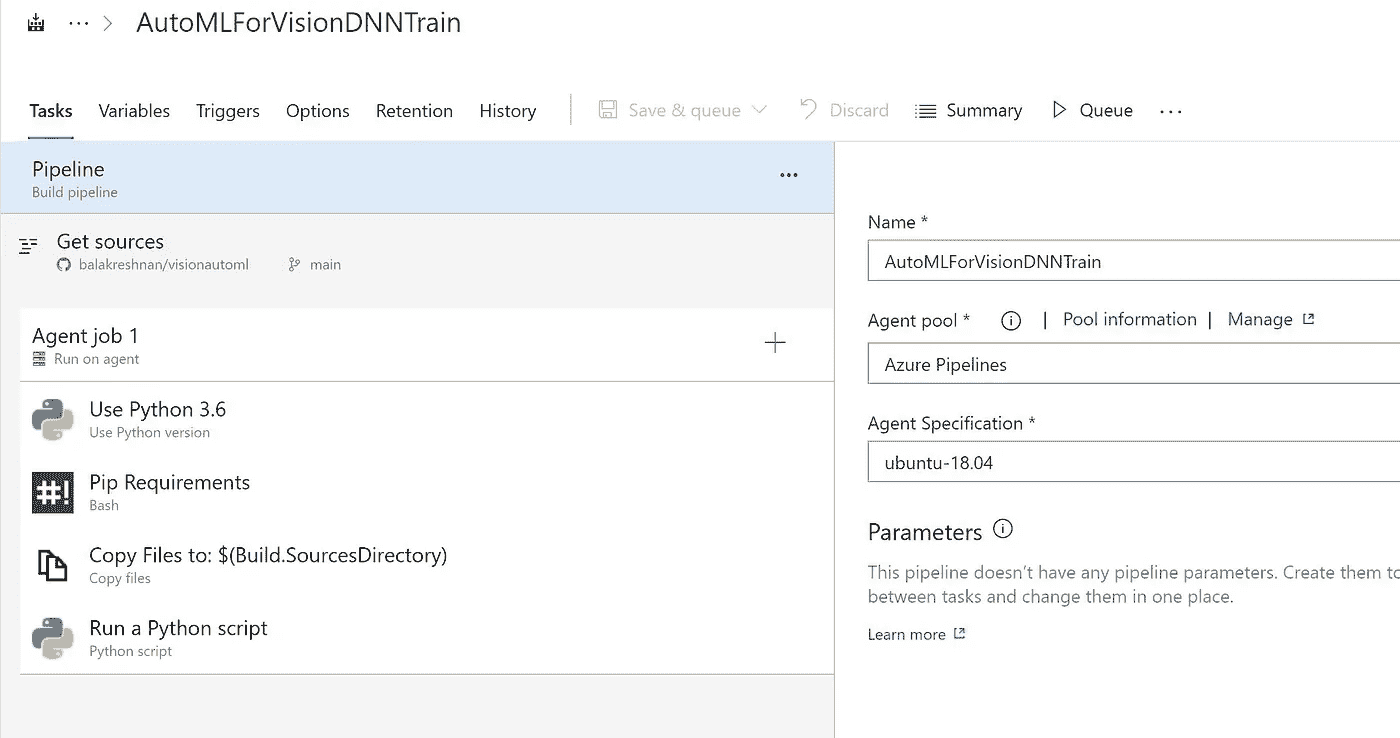 ... > AutoMLForVisionDNNTrain
Tasks Variables Triggers Options Retention History Save & queue Discard Summary Queue ...
Pipeline
Build pipeline
Get sources
balakreshnan/visionautoml main
Agent job 1
Run on agent
Use Python 3.6
Use Python version
#!
Pip Requirements
Bash
Copy Files to: $(Build.SourcesDirectory)
Copy files
Run a Python script
Python script
Name *
AutoMLForVisionDNNTrain
Agent pool * | Pool information | Manage
Azure Pipelines
Agent Specification *
ubuntu-18.04
Parameters
This pipeline doesn't have any pipeline parameters. Create them to
between tasks and change them in one place.
Learn more